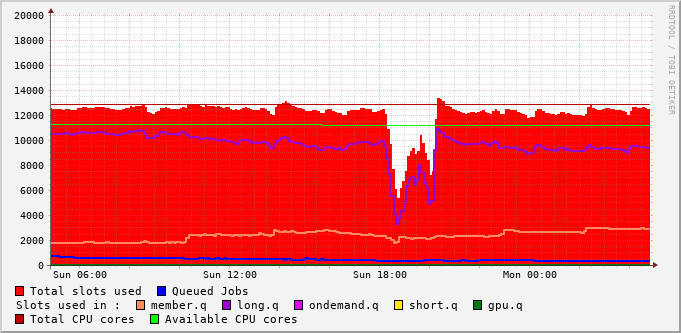 RRDTOOL / TOBI OETIKER
20000
18000
16000
14000
12000
10000
8000
6000
4000
2000
0
Sun 06:00 Sun 12:00 Sun 18:00 Mon 00:00
Total slots used Queued Jobs
Slots used in : member.q long.q ondemand.q short.q gpu.q
Total CPU cores Available CPU cores